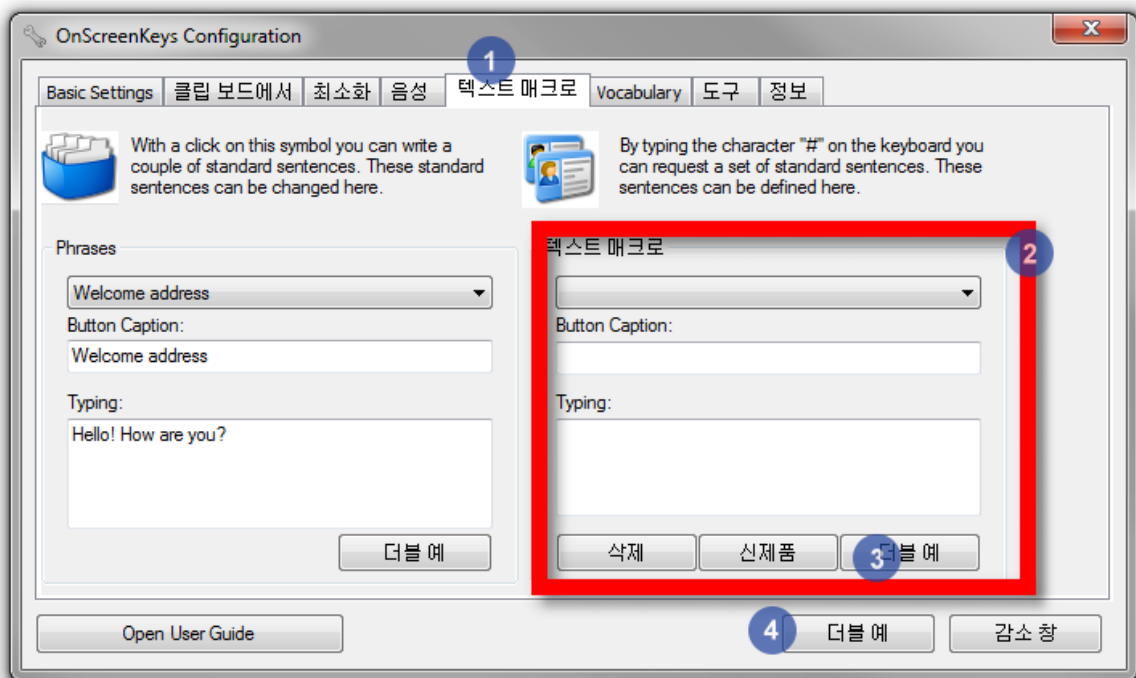 OnScreenKeys Configuration
1
Basic Settings 클립 보드에서 최소화 음성 텍스트 매크로 Vocabulary 도구 정보
With a click on this symbol you can write a
couple of standard sentences. These standard
sentences can be changed here.
By typing the character "#" on the keyboard you
can request a set of standard sentences. These
sentences can be defined here.
Phrases
Welcome address
Button Caption:
Welcome address
Typing:
Hello! How are you?
더블 예
텍스트 매크로
2
Button Caption:
Typing:
삭제 신제품 3 더블 예
Open User Guide 4 더블 예 감소 창